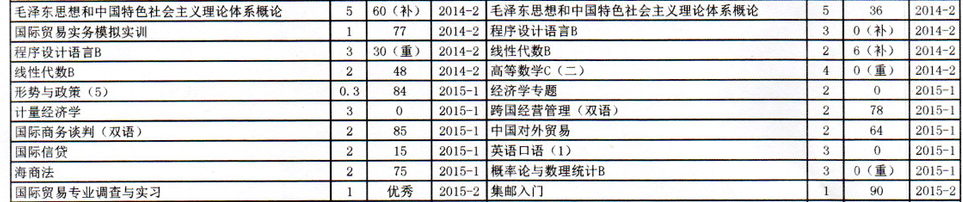 毛泽东思想和中国特色社会主义理论体系概论 5 60(补) 2014-2 毛泽东思想和中国特色社会主义理论体系概论 5 36 2014-2
国际贸易实务模拟实训 1 77 2014-2 程序设计语言B 3 0(补) 2014-2
程序设计语言B 3 30(重) 2014-2 线性代数B 2 6(补) 2014-2
线性代数B 2 48 2014-2 高等数学C(二) 4 0(重) 2014-2
形势与政策(5) 0.3 84 2015-1 经济学专题 2 0 2015-1
计量经济学 3 0 2015-1 跨国经营管理(双语) 2 78 2015-1
国际商务谈判(双语) 2 85 2015-1 中国对外贸易 2 64 2015-1
国际信贷 2 15 2015-1 英语口语(1) 3 0 2015-1
海商法 2 75 2015-1 概率论与数理统计B 3 0(重) 2015-1
国际贸易专业调查与实习 1 优秀 2015-2 集邮入门 1 90 2015-2